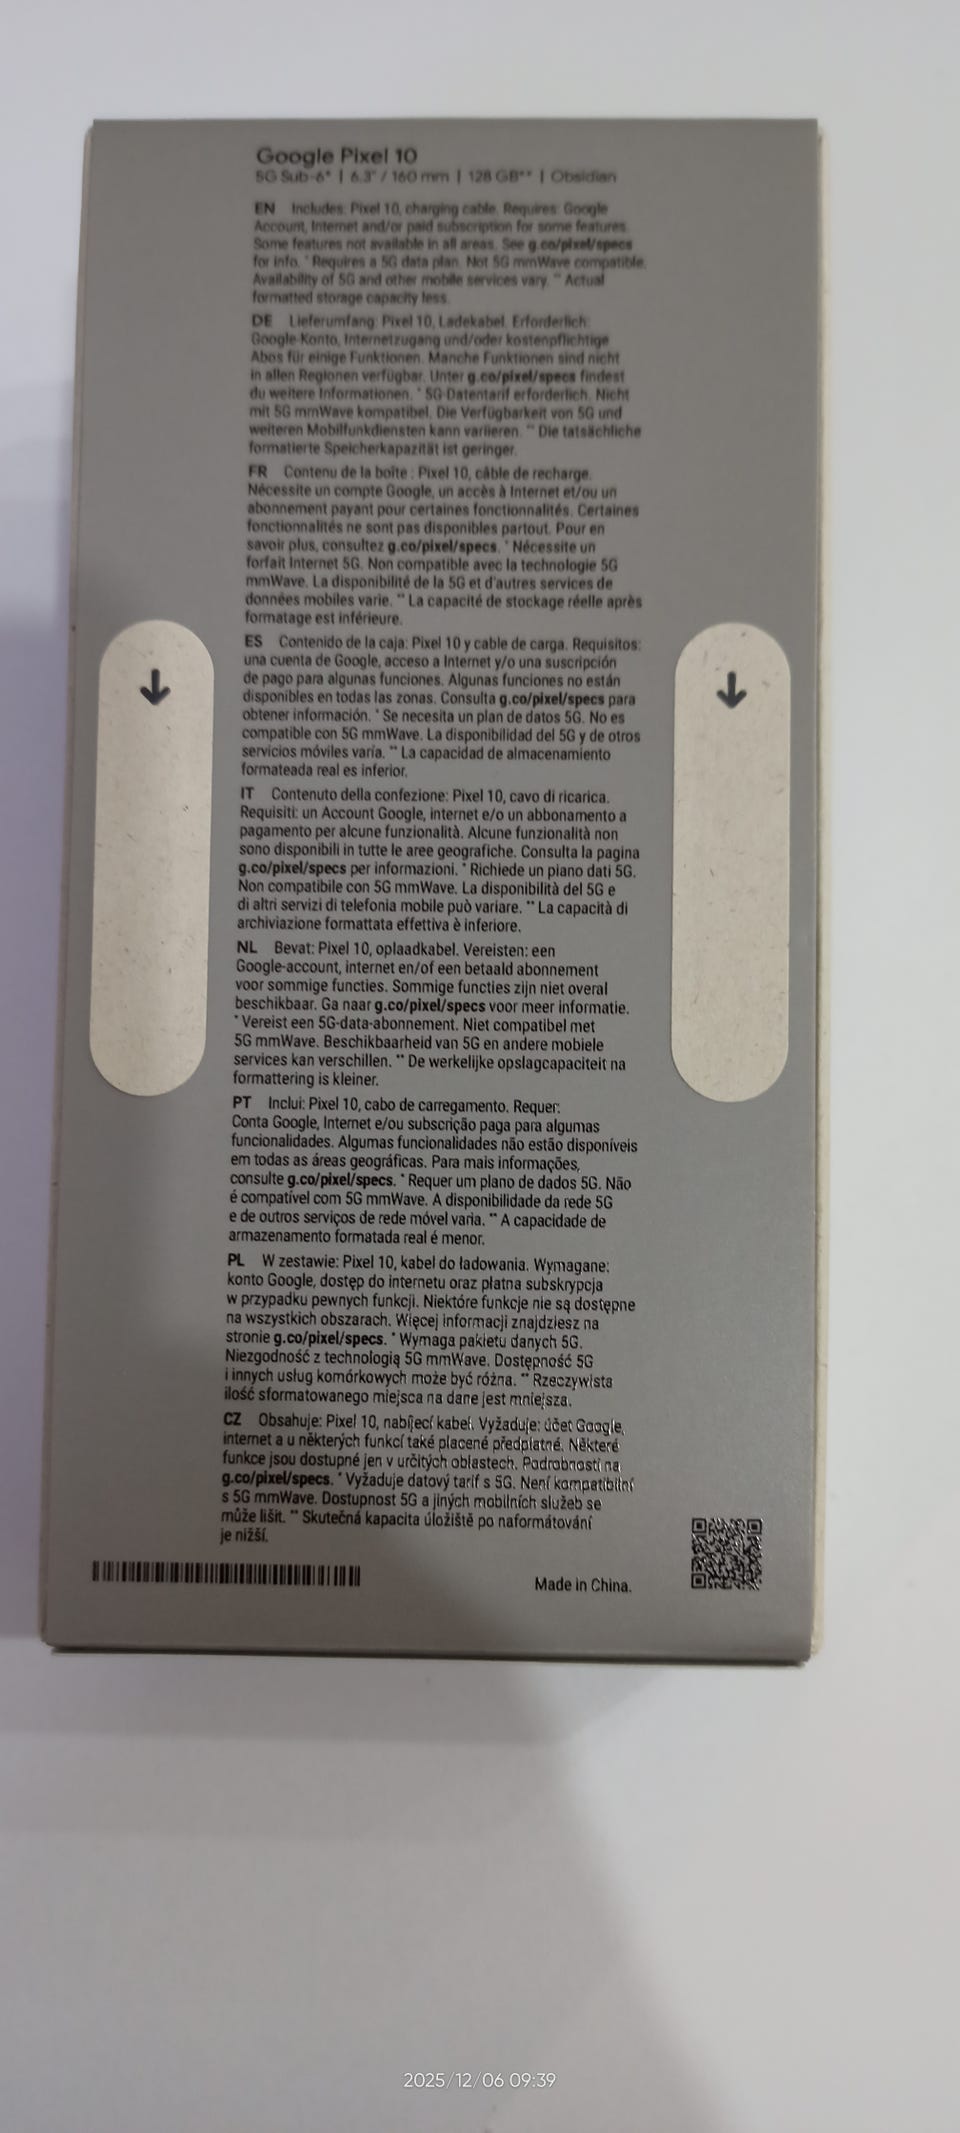 Google Pixel 10
5G Sub-6* | 6.3" / 160 mm | 128 GB** | Obsidian
EN Includes: Pixel 10, charging cable. Requires: Google
Account, Internet and/or paid subscription for some features.
Some features not available in all areas. See g.co/pixel/specs
for info. * Requires a 5G data plan. Not 5G mmWave compatible.
Availability of 5G and other mobile services vary. ** Actual
formatted storage capacity less.
DE Lieferumfang: Pixel 10, Ladekabel. Erforderlich:
Google-Konto, Internetzugang und/oder kostenpflichtige
Abos für einige Funktionen. Manche Funktionen sind nicht
in allen Regionen verfügbar. Unter g.co/pixel/specs findest
du weitere Informationen. * 5G-Datentarif erforderlich. Nicht
mit 5G mmWave kompatibel. Die Verfügbarkeit von 5G und
weiteren Mobilfunkdiensten kann variieren. ** Die tatsächliche
formatierte Speicherkapazität ist geringer.
FR Contenu de la boîte : Pixel 10, câble de recharge.
Nécessite un compte Google, un accès à Internet et/ou un
abonnement payant pour certaines fonctionnalités. Certaines
fonctionnalités ne sont pas disponibles partout. Pour en
savoir plus, consultez g.co/pixel/specs. * Nécessite un
forfait Internet 5G. Non compatible avec la technologie 5G
mmWave. La disponibilité de la 5G et d'autres services de
données mobiles varie. ** La capacité de stockage réelle après
formatage est inférieure.
ES Contenido de la caja: Pixel 10 y cable de carga. Requisitos:
una cuenta de Google, acceso a Internet y/o una suscripción
de pago para algunas funciones. Algunas funciones no están
disponibles en todas las zonas. Consulta g.co/pixel/specs para
obtener información. * Se necesita un plan de datos 5G. No es
compatible con 5G mmWave. La disponibilidad del 5G y de otros
servicios móviles varía. ** La capacidad de almacenamiento
formateada real es inferior.
IT Contenuto della confezione: Pixel 10, cavo di ricarica.
Requisiti: un Account Google, internet e/o un abbonamento a
pagamento per alcune funzionalità. Alcune funzionalità non
sono disponibili in tutte le aree geografiche. Consulta la pagina
g.co/pixel/specs per informazioni. * Richiede un piano dati 5G.
Non compatibile con 5G mmWave. La disponibilità del 5G e
di altri servizi di telefonia mobile può variare. ** La capacità di
archiviazione formattata effettiva è inferiore.
NL Bevat: Pixel 10, oplaadkabel. Vereisten: een
Google-account, internet en/of een betaald abonnement
voor sommige functies. Sommige functies zijn niet overal
beschikbaar. Ga naar g.co/pixel/specs voor meer informatie.
* Vereist een 5G-data-abonnement. Niet compatibel met
5G mmWave. Beschikbaarheid van 5G en andere mobiele
services kan verschillen. ** De werkelijke opslagcapaciteit na
formattering is kleiner.
PT Inclui: Pixel 10, cabo de carregamento. Requer:
Conta Google, Internet e/ou subscrição paga para algumas
funcionalidades. Algumas funcionalidades não estão disponíveis
em todas as áreas geográficas. Para mais informações,
consulte g.co/pixel/specs. * Requer um plano de dados 5G. Não
é compatível com 5G mmWave. A disponibilidade da rede 5G
e de outros serviços de rede móvel varia. ** A capacidade de
armazenamento formatada real é menor.
PL W zestawie: Pixel 10, kabel do ładowania. Wymagane:
konto Google, dostęp do internetu oraz płatna subskrypcja
w przypadku pewnych funkcji. Niektóre funkcje nie są dostępne
na wszystkich obszarach. Więcej informacji znajdziesz na
stronie g.co/pixel/specs. * Wymaga pakietu danych 5G.
Niezgodność z technologią 5G mmWave. Dostępność 5G
i innych usług komórkowych może być różna. ** Rzeczywista
ilość sformatowanego miejsca na dane jest mniejsza.
CZ Obsahuje: Pixel 10, nabíjecí kabel. Vyžaduje: účet Google,
internet a u některých funkcí také placené předplatné. Některé
funkce jsou dostupné jen v určitých oblastech. Podrobnosti na
g.co/pixel/specs. * Vyžaduje datový tarif s 5G. Není kompatibilní
s 5G mmWave. Dostupnost 5G a jiných mobilních služeb se
může lišit. ** Skutečná kapacita úložiště po naformátování
je nižší.
Made in China.
2025/12/06 09:39